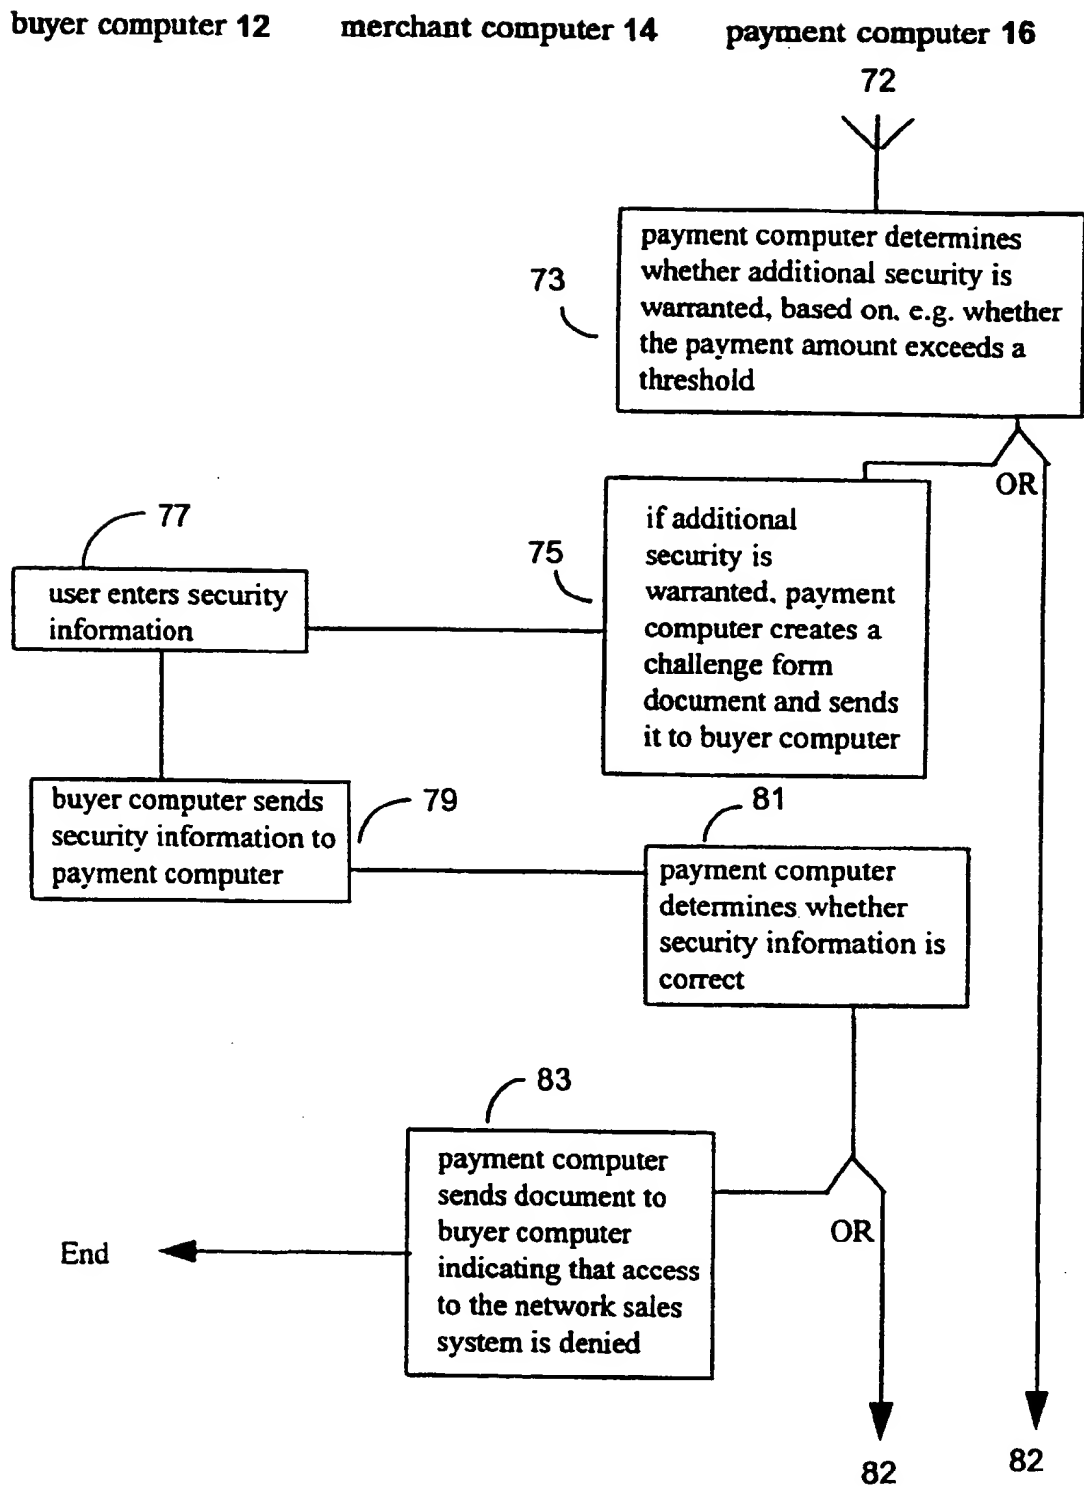 buyer computer 12 merchant computer 14 payment computer 16
72
payment computer determines
whether additional security is
warranted, based on. e.g. whether
the payment amount exceeds a
threshold
73
OR
77
user enters security
information
75
if additional
security is
warranted. payment
computer creates a
challenge form
document and sends
it to buyer computer
buyer computer sends
security information to
payment computer
79
81
payment computer
determines whether
security information is
correct
83
payment computer
sends document to
buyer computer
indicating that access
to the network sales
system is denied
OR
End
82
82